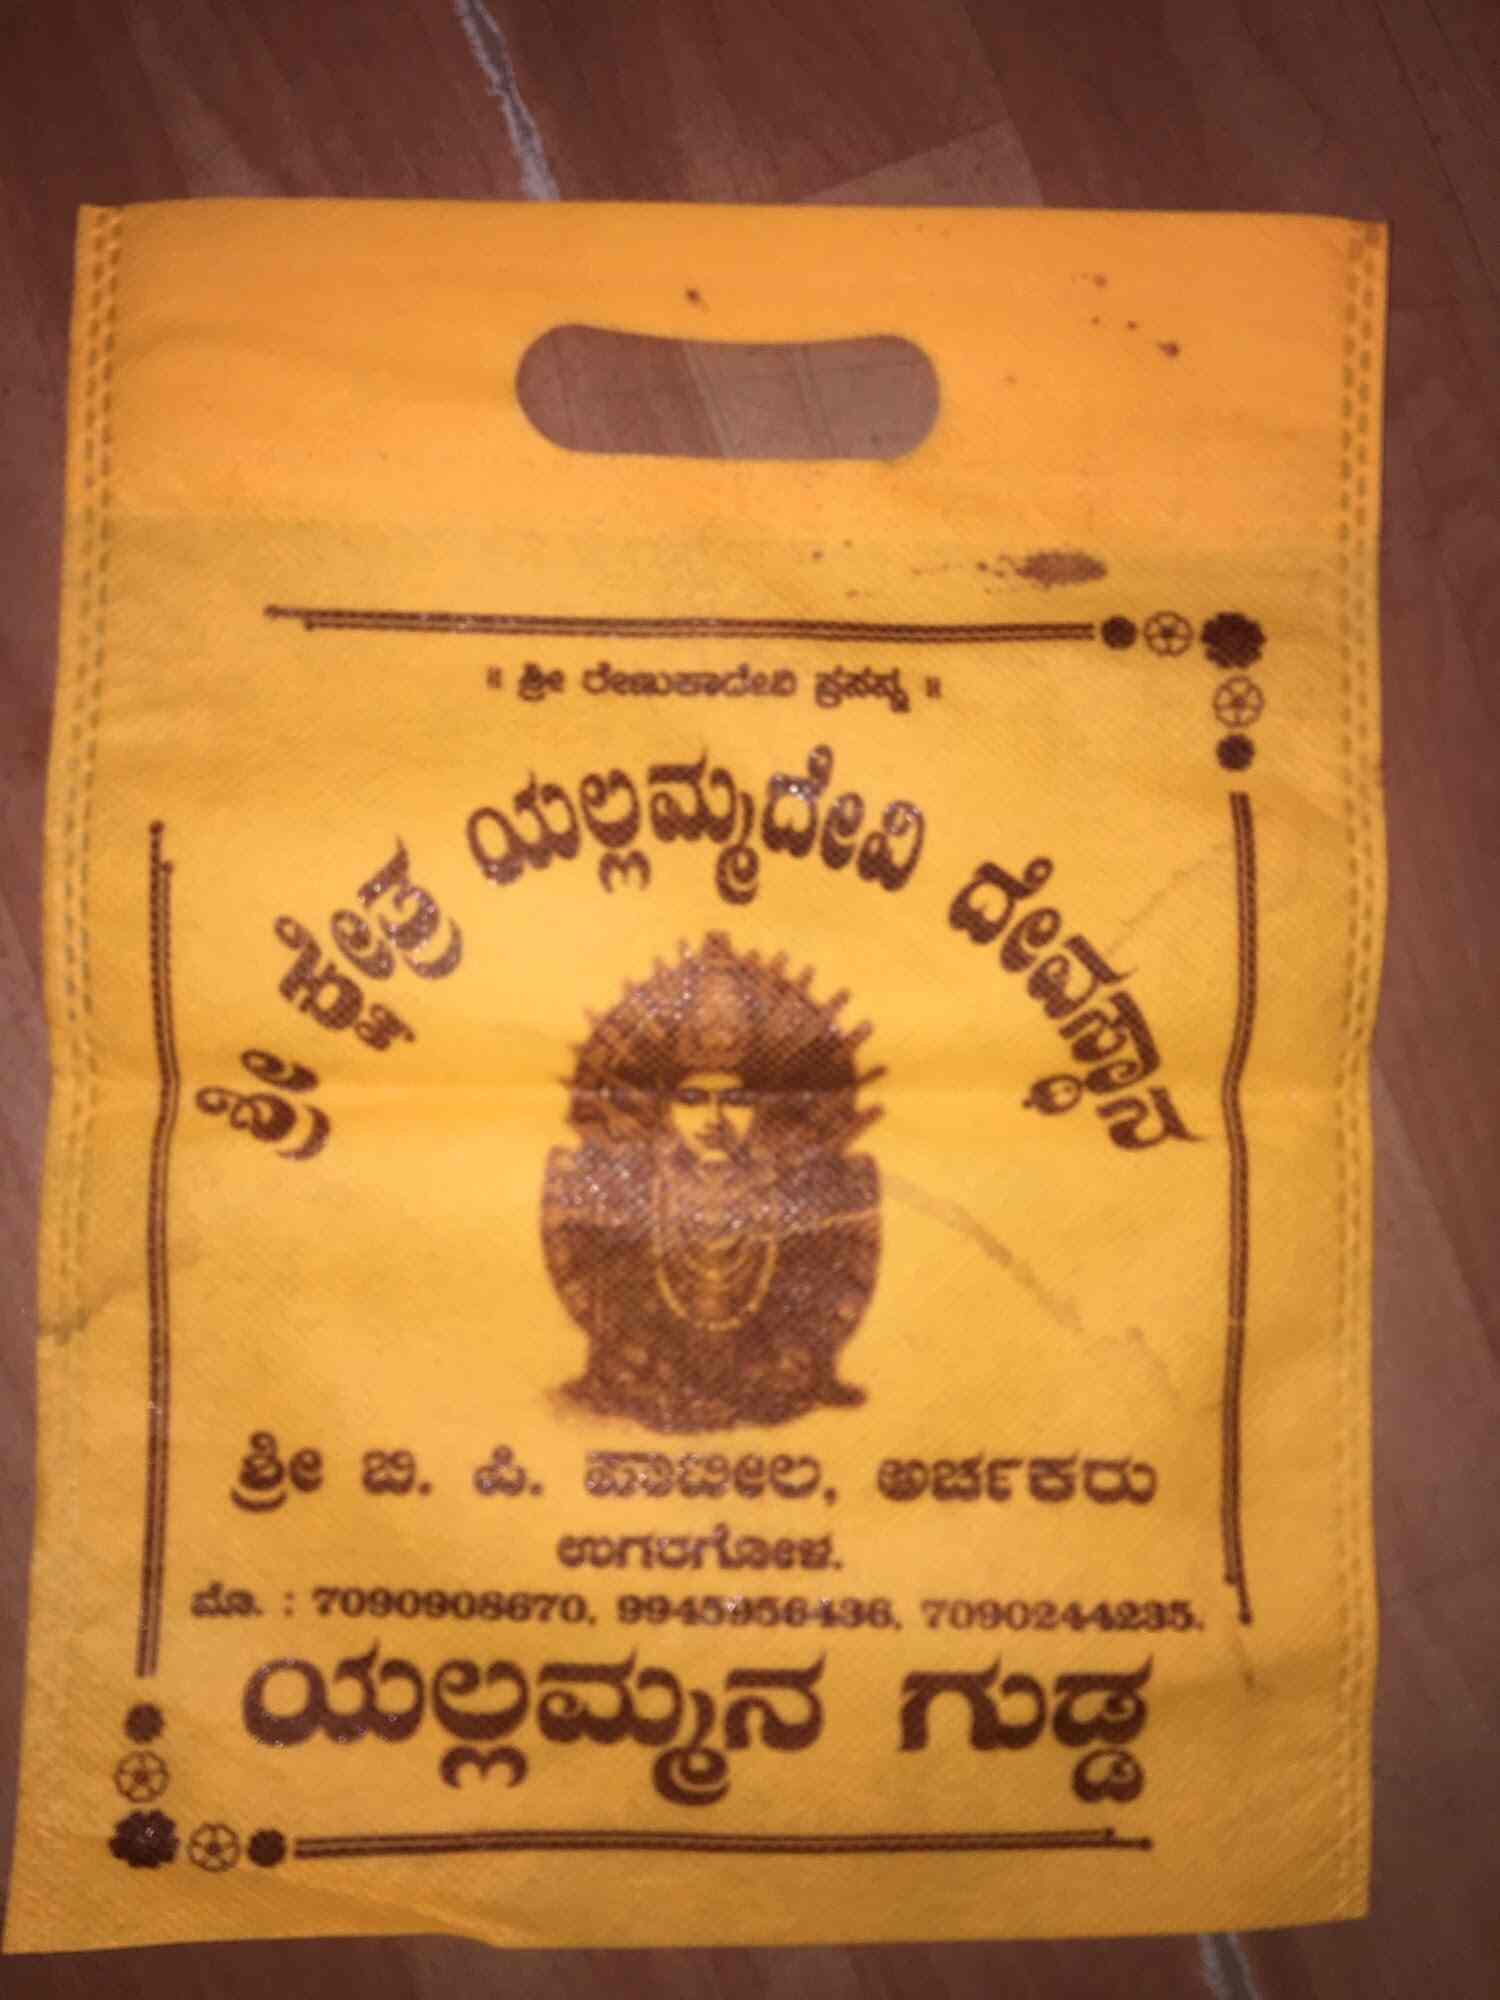 ॥ ಶ್ರೀ ರೇಣುಕಾದೇವಿ ಪ್ರಸನ್ನ ॥
ಶ್ರೀ ಕ್ಷೇತ್ರ ಯಲ್ಲಮ್ಮದೇವಿ ದೇವಸ್ಥಾನ
ಶ್ರೀ ಬಿ. ಪಿ. ಪಾಟೀಲ, ಅರ್ಚಕರು
ಉಗರಗೋಳ.
ಮೊ. : 7090908670, 9945956436, 7090244235.
ಯಲ್ಲಮ್ಮನ ಗುಡ್ಡ